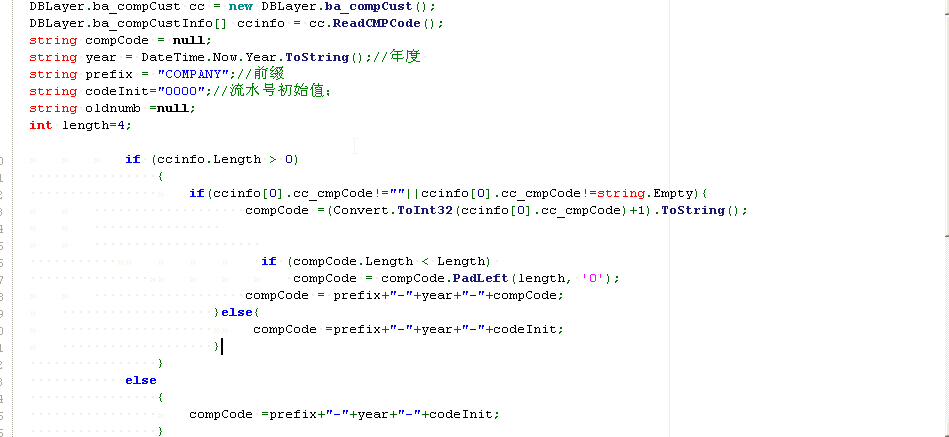 DBLayer.ba_compCust cc = new DBLayer.ba_compCust();
DBLayer.ba_compCustInfo[] ccinfo = cc.ReadCMPCode();
string compCode = null;
string year = DateTime.Now.Year.ToString();//年度
string prefix = "COMPANY";//前缀
string codeInit="0000";//流水号初始值;
string oldnumb =null;
int length=4;
if (ccinfo.Length > 0)
{
if(ccinfo[0].cc_cmpCode!=""||ccinfo[0].cc_cmpCode!=string.Empty){
compCode =(Convert.ToInt32(ccinfo[0].cc_cmpCode)+1).ToString();
if (compCode.Length < Length)
compCode = compCode.PadLeft(length, '0');
compCode = prefix+"-"+year+"-"+compCode;
}else{
compCode =prefix+"-"+year+"-"+codeInit;
}
}
else
{
compCode =prefix+"-"+year+"-"+codeInit;
}